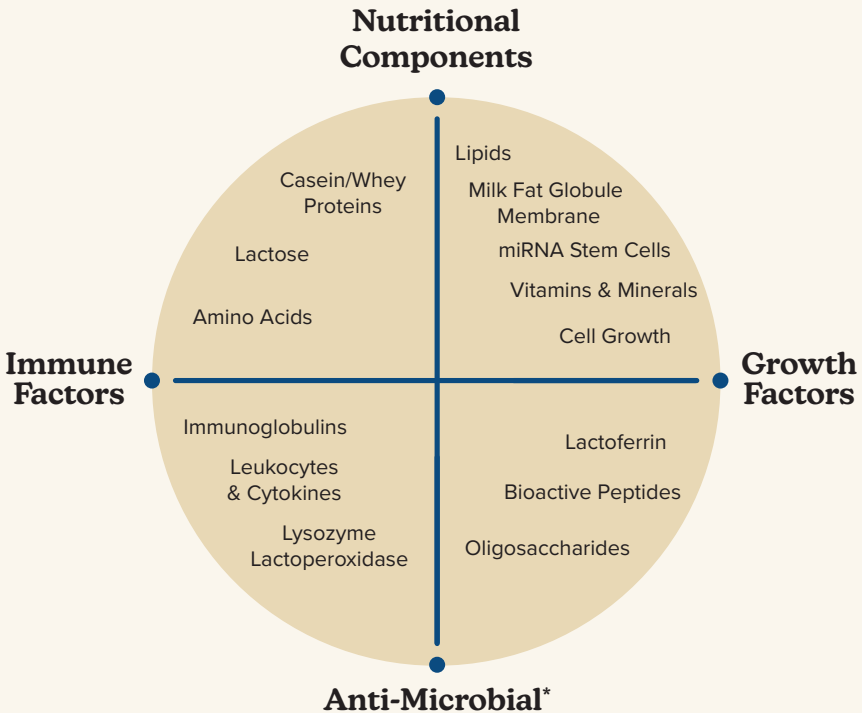 Nutritional
Components
Casein/Whey
Proteins
Lactose
Amino Acids
Lipids
Milk Fat Globule
Membrane
miRNA Stem Cells
Vitamins & Minerals
Cell Growth
Immune
Factors
Growth
Factors
Immunoglobulins
Leukocytes
& Cytokines
Lysozyme
Lactoperoxidase
Lactoferrin
Bioactive Peptides
Oligosaccharides
Anti-Microbial*